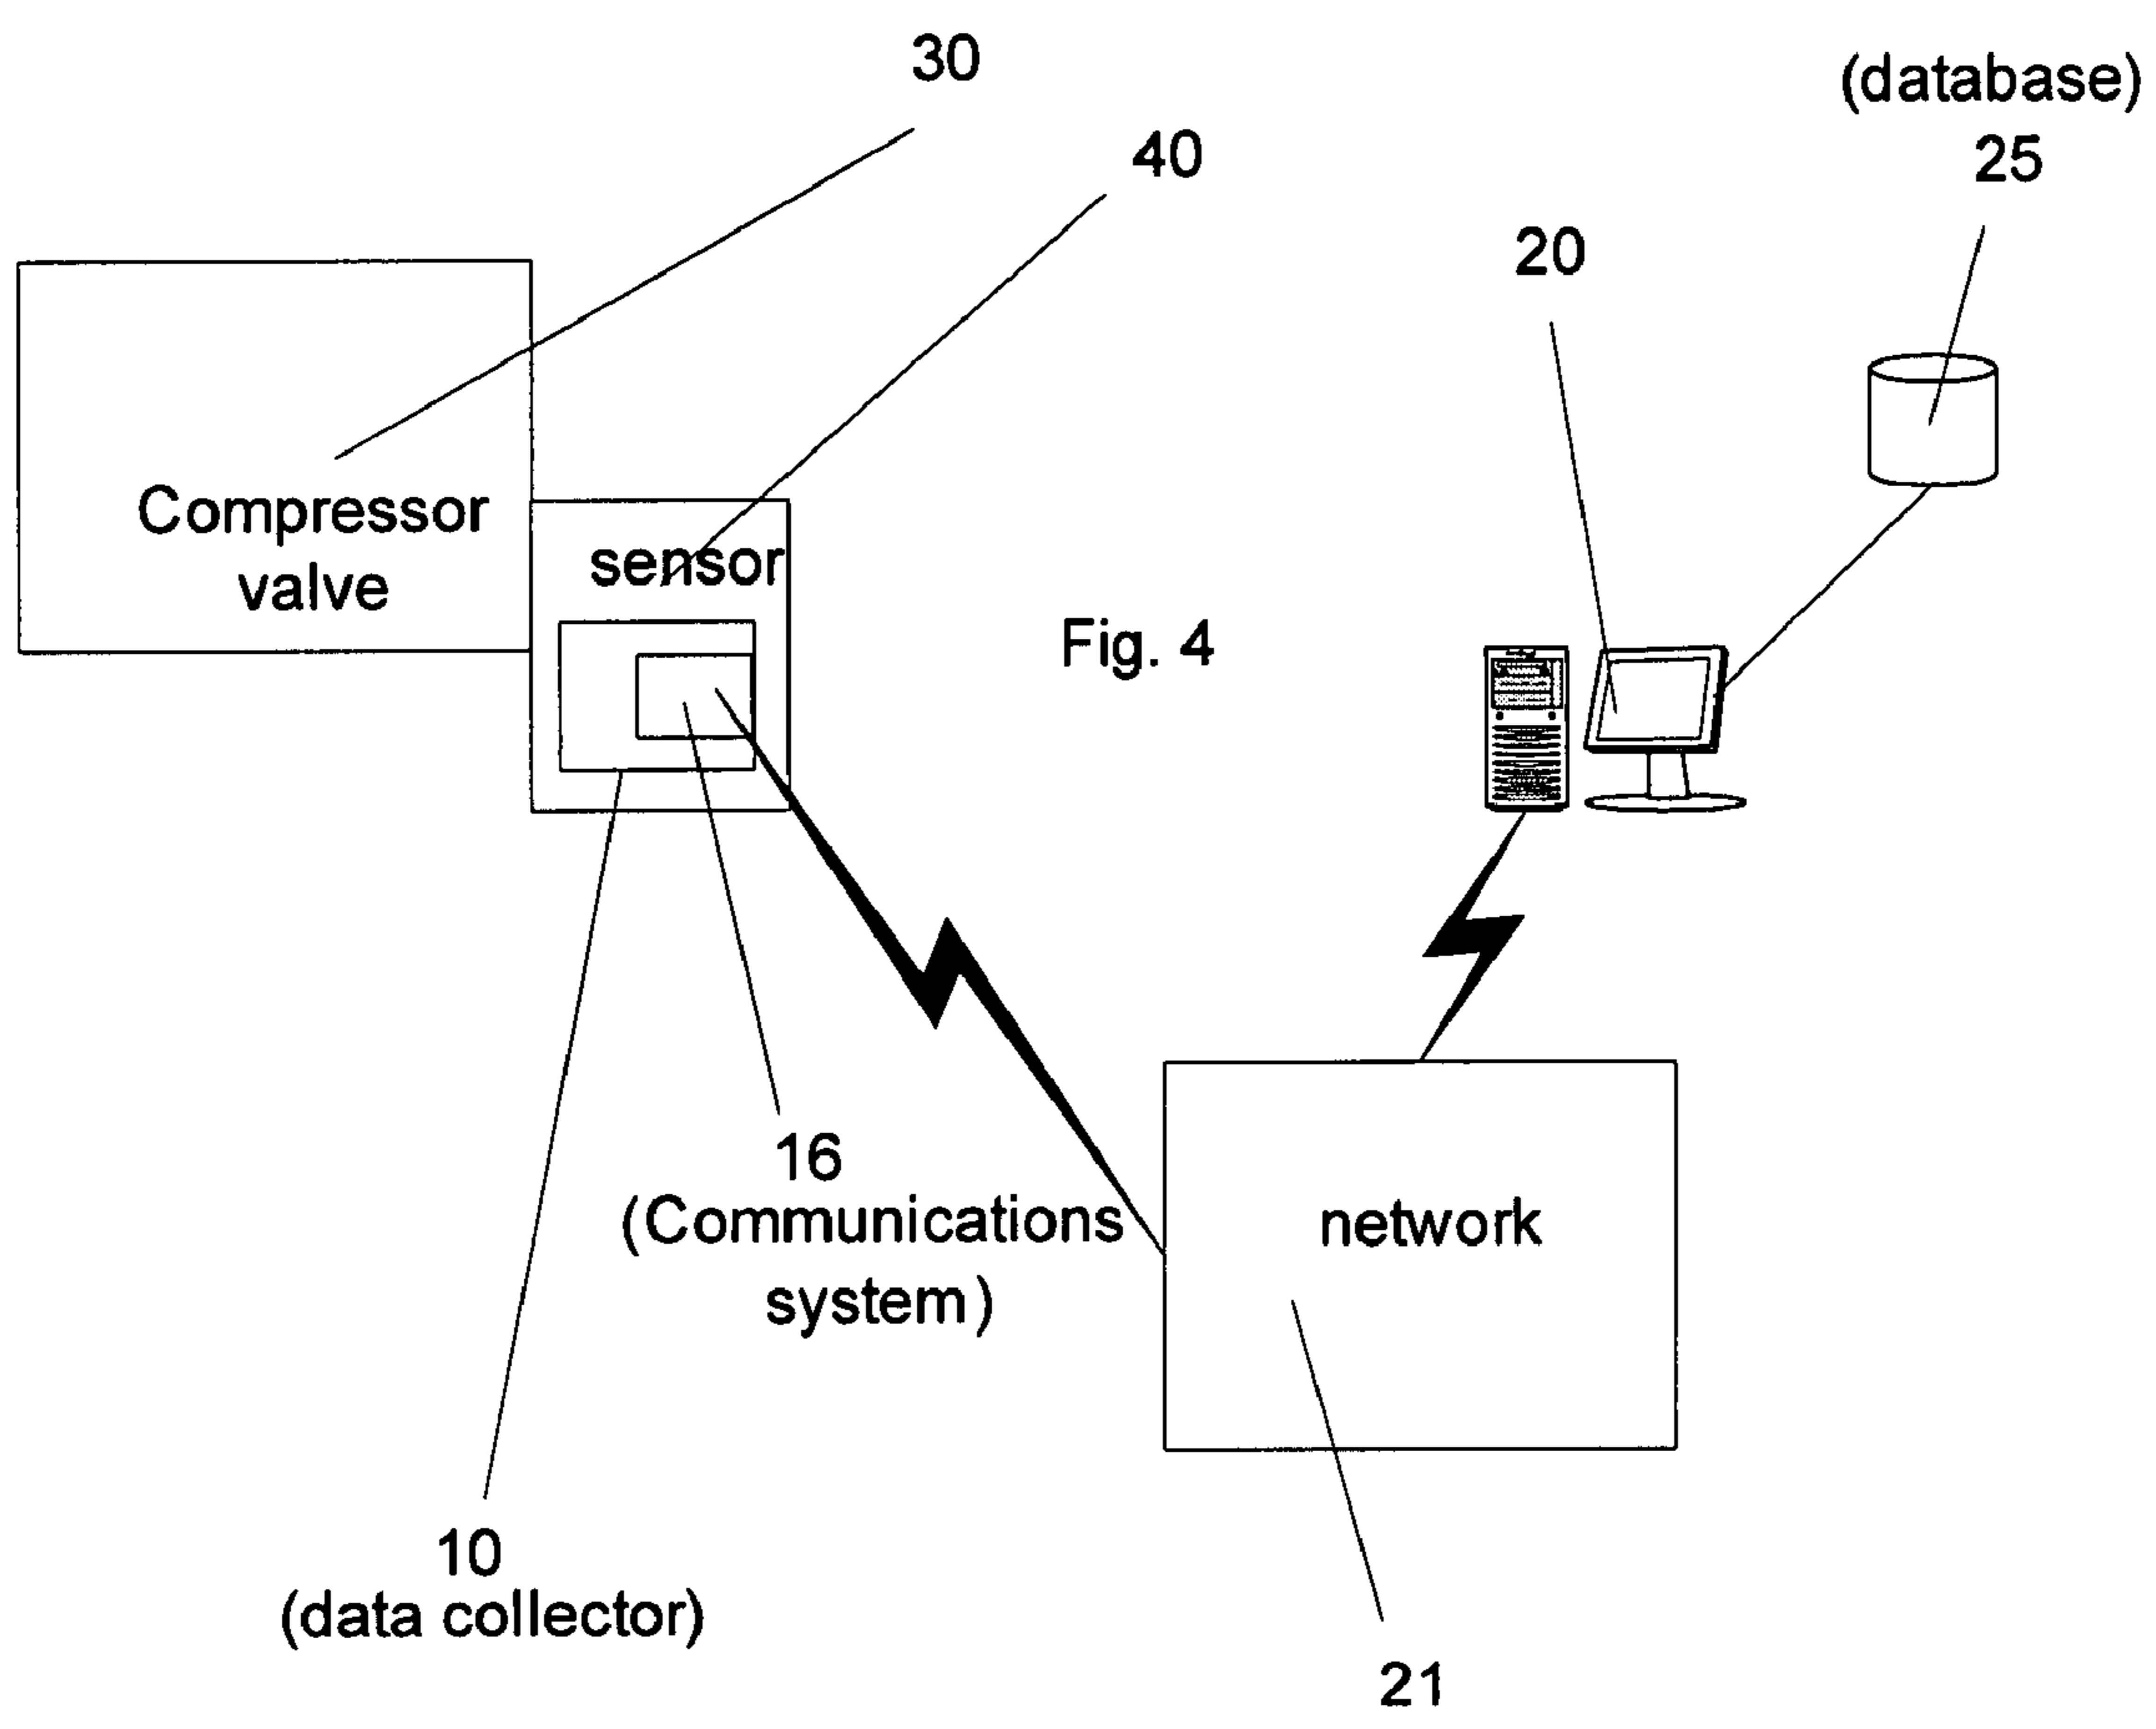 30
(database)
40
25
20
Compressor
valve
sensor
Fig. 4
16
(Communications
system)
network
10
(data collector)
21